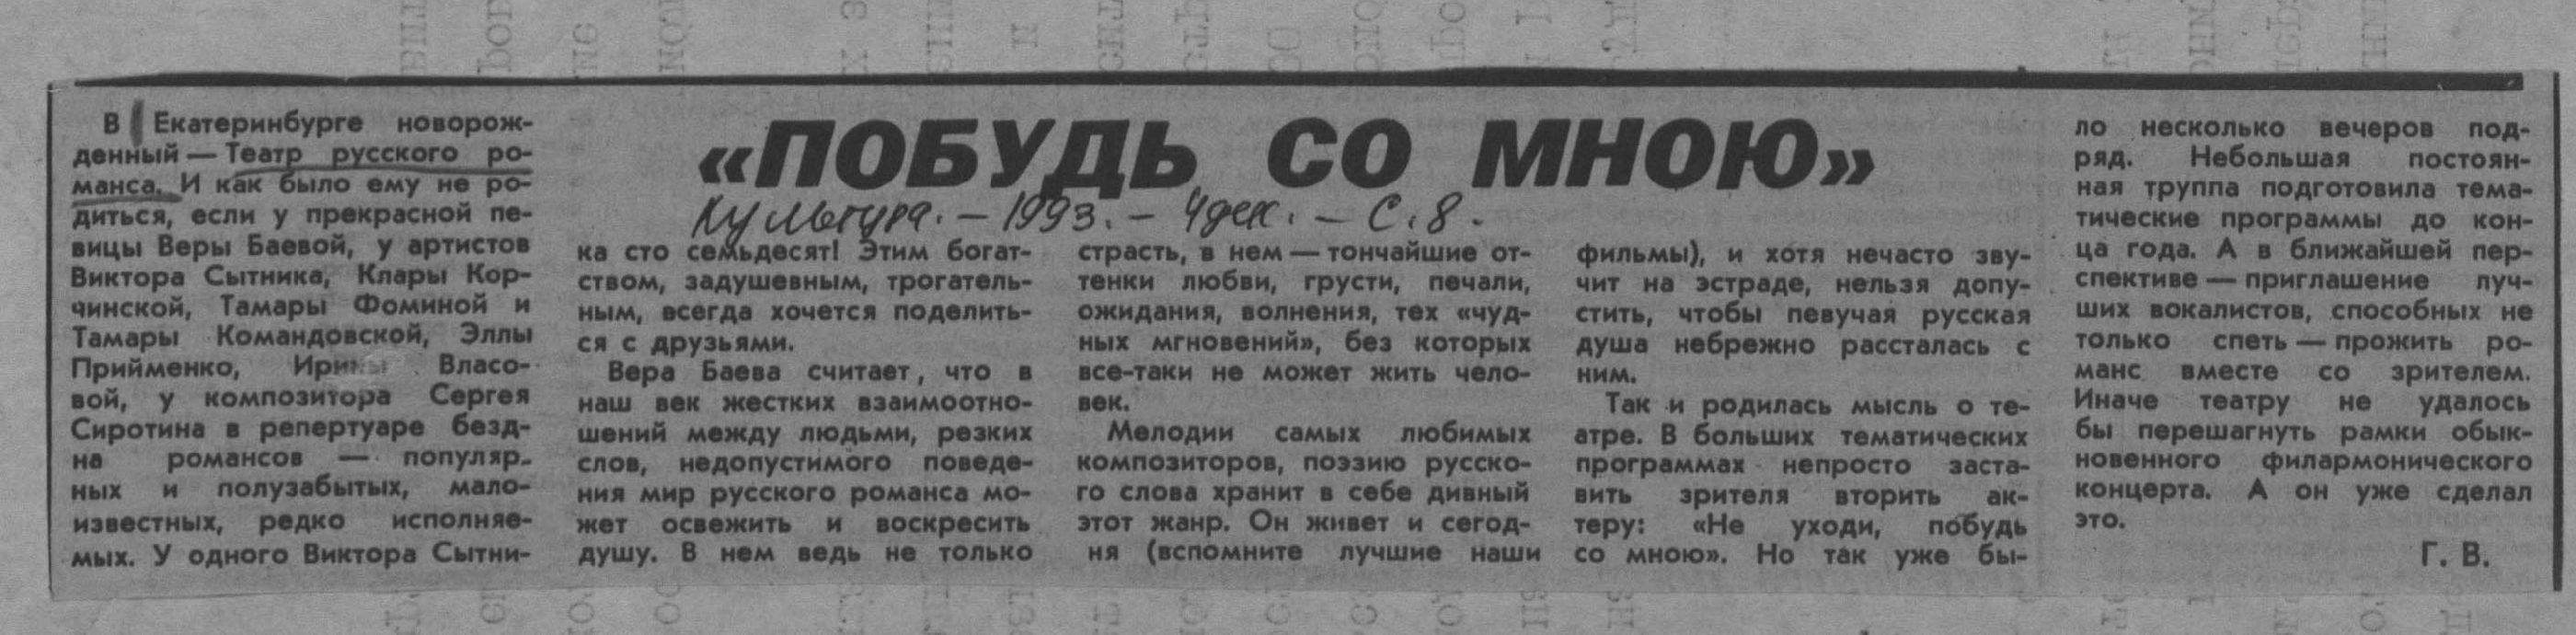 «ПОБУДЬ СО МНОЮ»
Культура. – 1993. – 4 дек. – С. 8.
В Екатеринбурге новорож-
денный — Театр русского ро-
манса. И как было ему не ро-
диться, если у прекрасной пе-
вицы Веры Баевой, у артистов
Виктора Сытника, Клары Кор-
чинской, Тамары Фоминой и
Тамары Командовской, Эллы
Прийменко, Ирины Власо-
вой, у композитора Сергея
Сиротина в репертуаре безд-
на романсов — популяр-
ных и полузабытых, мало-
известных, редко исполняе-
мых. У одного Виктора Сытни-
ка сто семьдесят! Этим богат-
ством, задушевным, трогатель-
ным, всегда хочется поделить-
ся с друзьями.
Вера Баева считает, что в
наш век жестких взаимоотно-
шений между людьми, резких
слов, недопустимого поведе-
ния мир русского романса мо-
жет освежить и воскресить
душу. В нем ведь не только
страсть, в нем — тончайшие от-
тенки любви, грусти, печали,
ожидания, волнения, тех «чуд-
ных мгновений», без которых
все-таки не может жить чело-
век.
Мелодии самых любимых
композиторов, поэзию русско-
го слова хранит в себе дивный
этот жанр. Он живет и сегод-
ня (вспомните лучшие наши
фильмы), и хотя нечасто зву-
чит на эстраде, нельзя допу-
стить, чтобы певучая русская
душа небрежно рассталась с
ним.
Так и родилась мысль о те-
атре. В больших тематических
программах непросто заста-
вить зрителя вторить ак-
теру: «Не уходи, побудь
со мною». Но так уже бы-
ло несколько вечеров под-
ряд. Небольшая постоян-
ная труппа подготовила тема-
тические программы до кон-
ца года. А в ближайшей пер-
спективе — приглашение луч-
ших вокалистов, способных не
только спеть — прожить ро-
манс вместе со зрителем.
Иначе театру не удалось
бы перешагнуть рамки обык-
новенного филармонического
концерта. А он уже сделал
это.
Г. В.